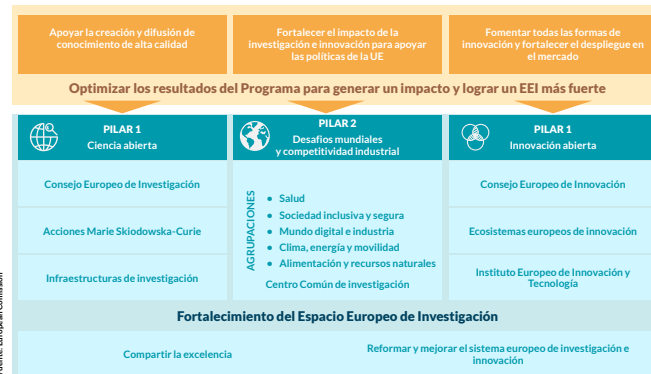 Apoyar la creación y difusión de
conocimiento de alta calidad
Fortalecer el impacto de la
investigación e innovación para apoyar
las políticas de la UE
Fomentar todas las formas de
innovación y fortalecer el despliegue en
el mercado
Optimizar los resultados del Programa para generar un impacto y lograr un EEI más fuerte
PILAR 1
Ciencia abierta
PILAR 2
Desafios mundiales
y competitividad industrial
PILAR 1
Innovación abierta
Consejo Europeo de Investigación
Acciones Marie Skiodowska-Curie
Infraestructuras de investigación
AGRUPACIONES
• Salud
• Sociedad inclusiva y segura
• Mundo digital e industria
• Clima, energía y movilidad
• Alimentación y recursos naturales
Centro Común de investigación
Consejo Europeo de Innovación
Ecosistemas europeos de innovación
Instituto Europeo de Innovación y
Tecnología
Fortalecimiento del Espacio Europeo de Investigación
Compartir la excelencia
Reformar y mejorar el sistema europeo de investigación e
innovación